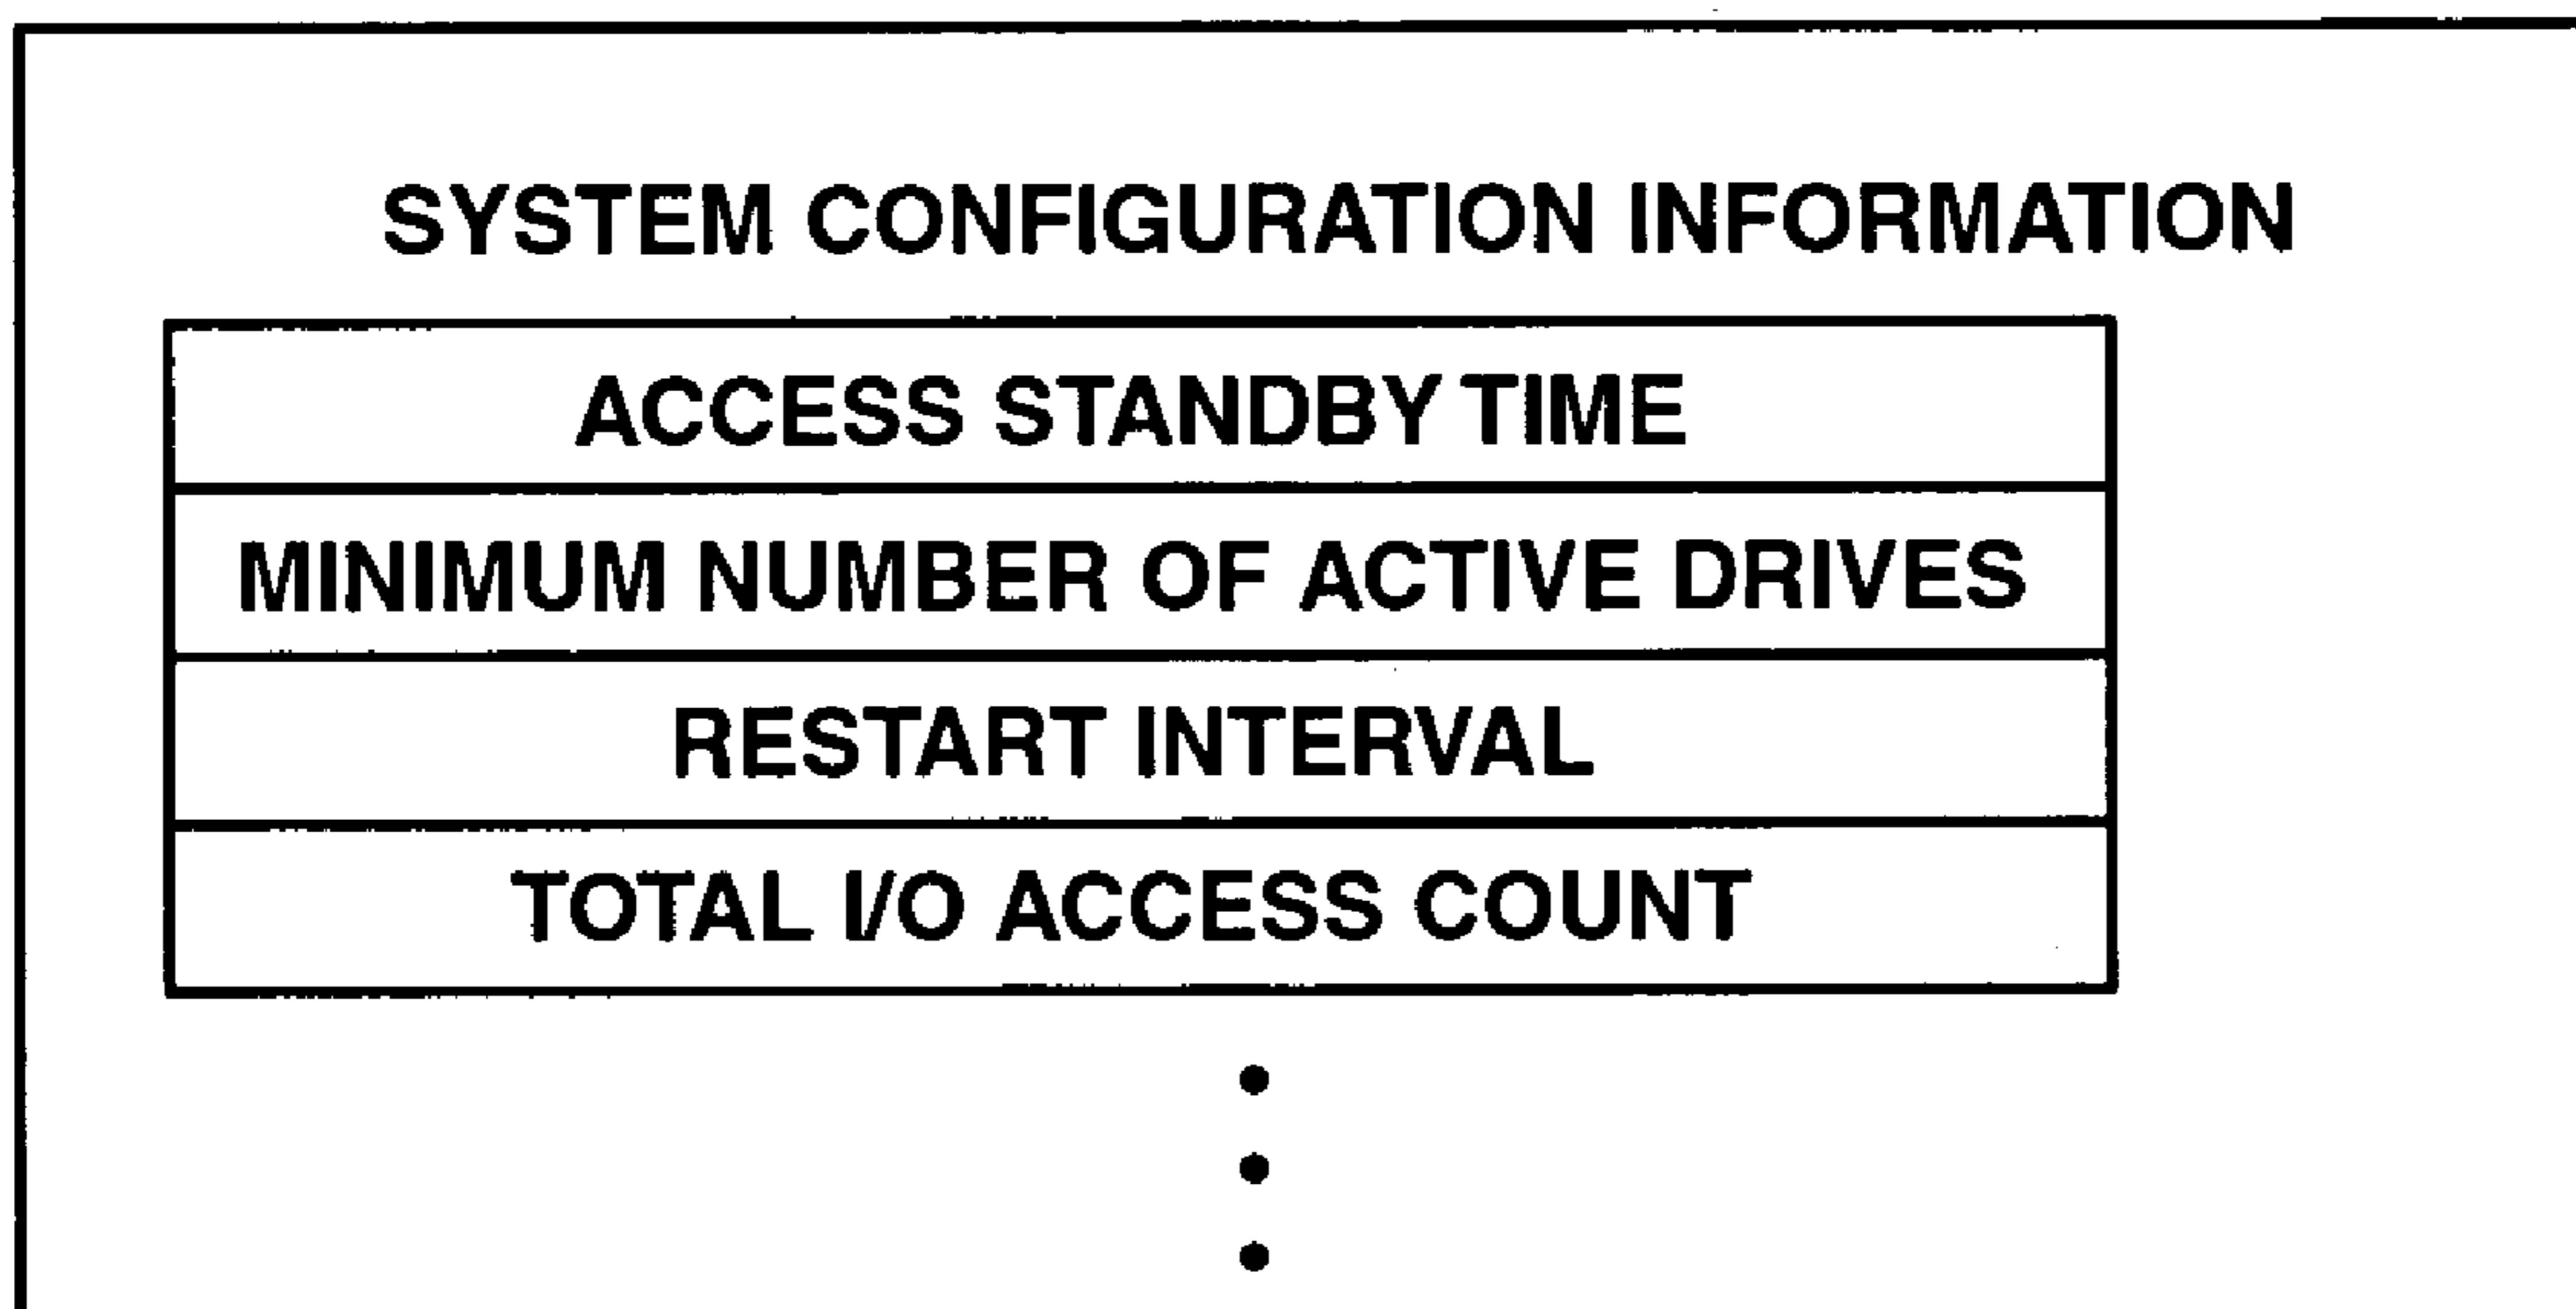 SYSTEM CONFIGURATION INFORMATION
ACCESS STANDBY TIME
MINIMUM NUMBER OF ACTIVE DRIVES
RESTART INTERVAL
TOTAL I/O ACCESS COUNT